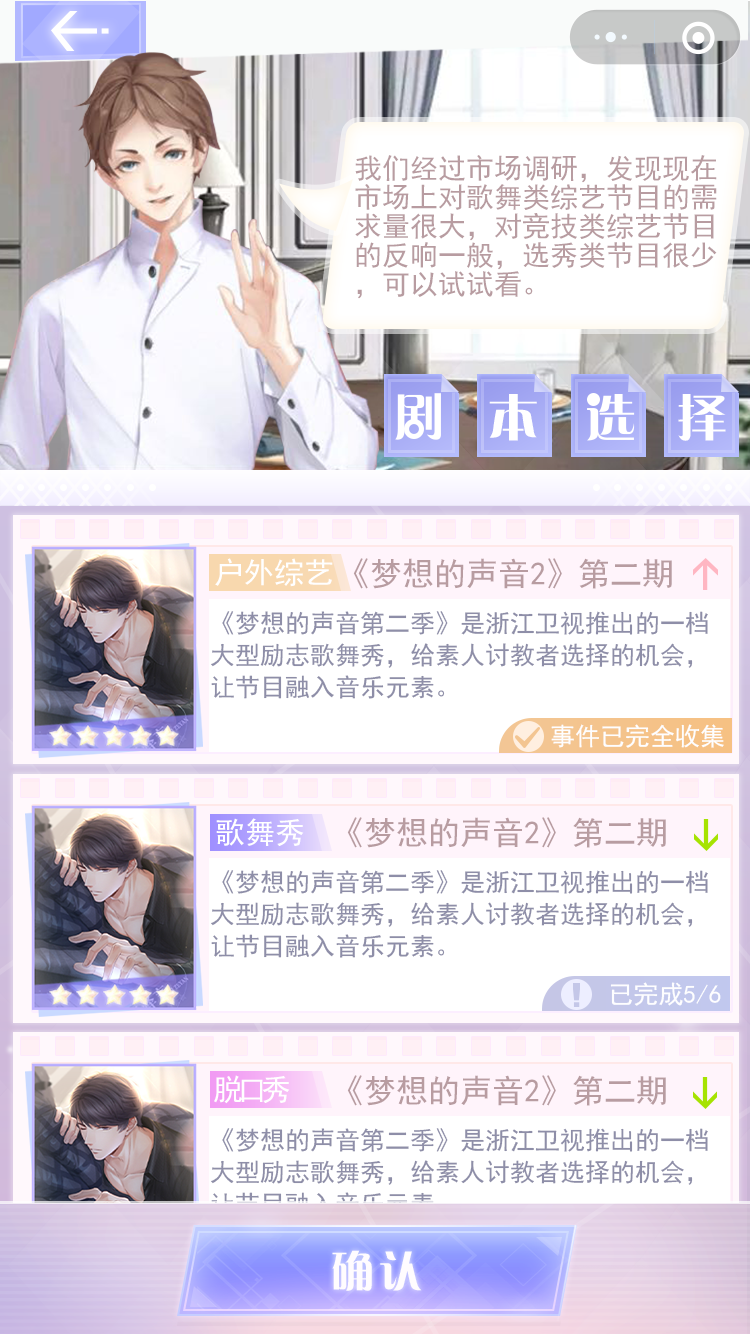 我们经过市场调研，发现现在
市场上对歌舞类综艺节目的需
求量很大，对竞技类综艺节目
的反响一般，选秀类节目很少
，可以试试看。
剧本选择
户外综艺《梦想的声音2》第二期
《梦想的声音第二季》是浙江卫视推出的一档
大型励志歌舞秀，给素人讨教者选择的机会，
让节目融入音乐元素。
事件已完全收集
歌舞秀《梦想的声音2》第二期
《梦想的声音第二季》是浙江卫视推出的一档
大型励志歌舞秀，给素人讨教者选择的机会，
让节目融入音乐元素。
已完成5/6
脱口秀《梦想的声音2》第二期
《梦想的声音第二季》是浙江卫视推出的一档
大型励志歌舞秀，给素人讨教者选择的机会，
确认